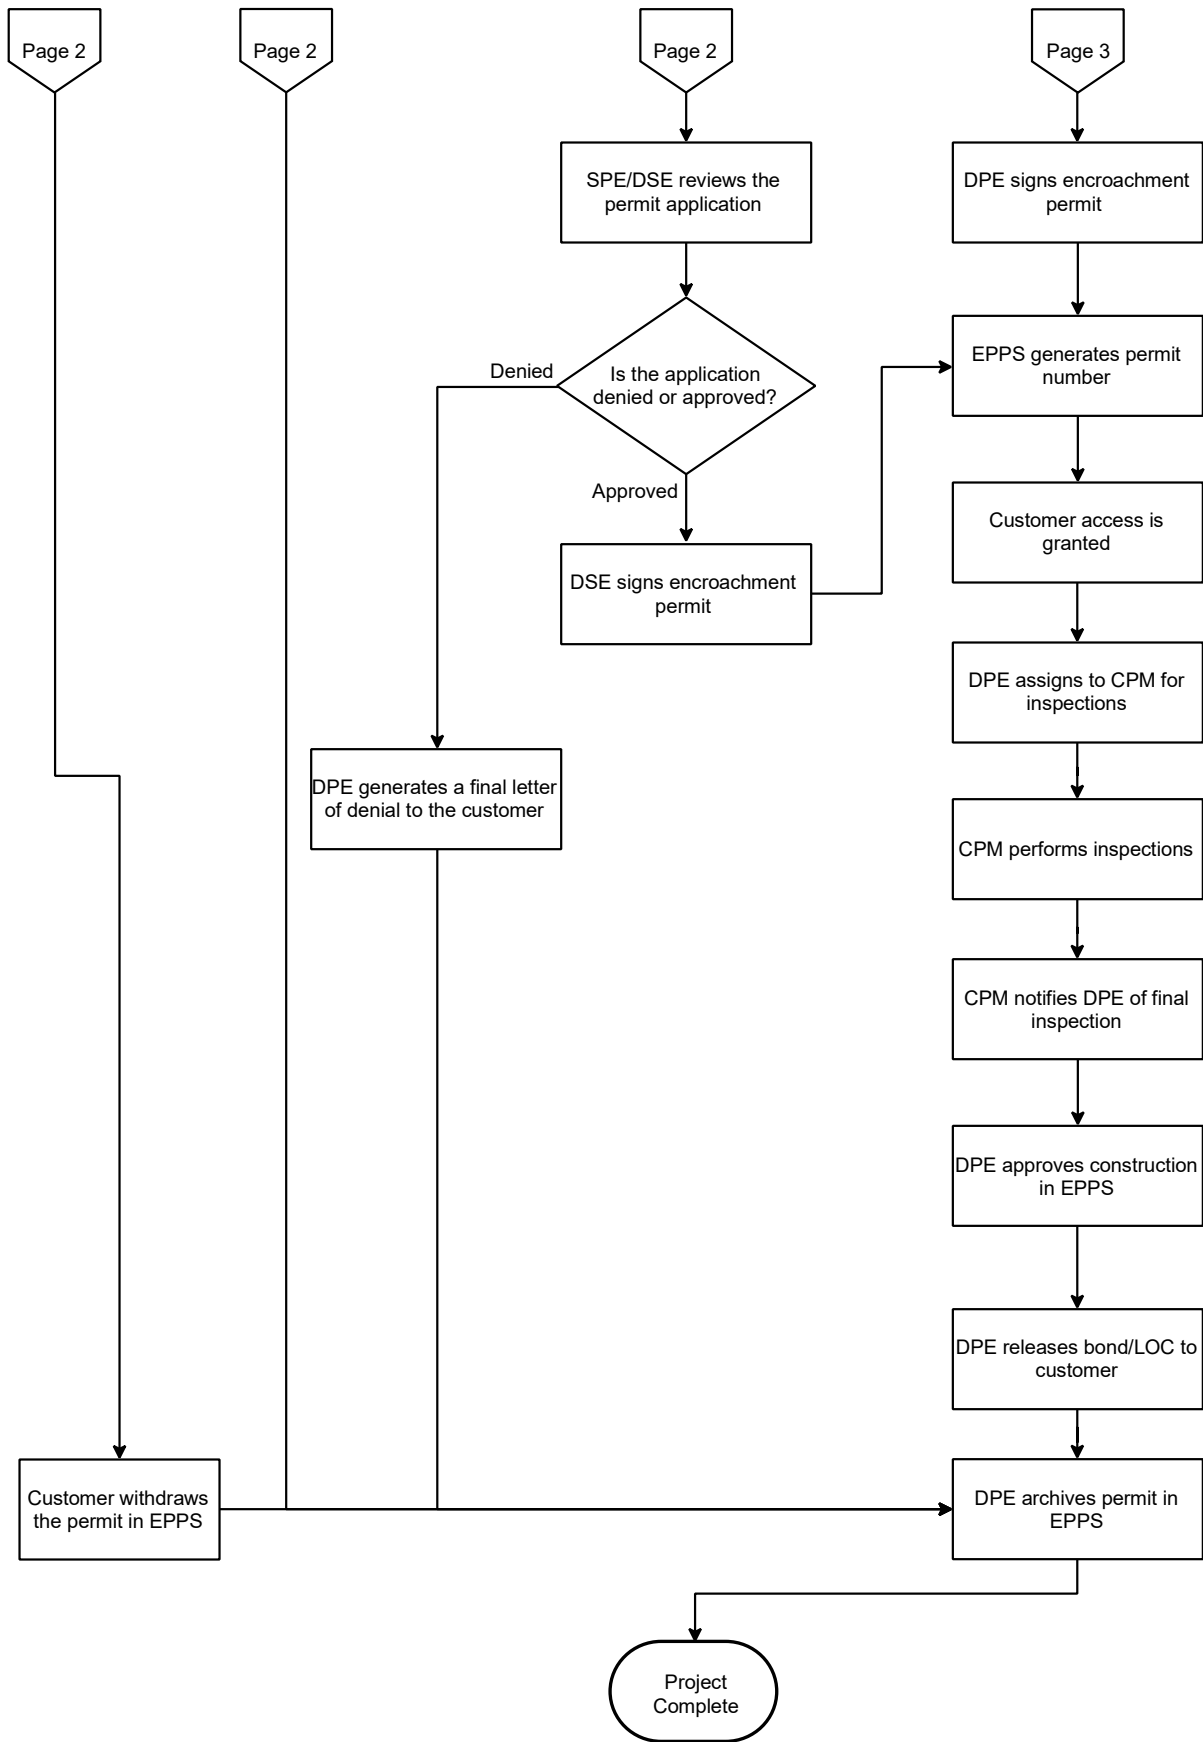 Page 2
Page 2
Page 2
Page 3
SPE/DSE reviews the
permit application
DPE signs encroachment
permit
Is the application
denied or approved?
Denied
Approved
EPPS generates permit
number
Customer access is
granted
DSE signs encroachment
permit
DPE assigns to CPM for
inspections
DPE generates a final letter
of denial to the customer
CPM performs inspections
CPM notifies DPE of final
inspection
DPE approves construction
in EPPS
DPE releases bond/LOC to
customer
Customer withdraws
the permit in EPPS
DPE archives permit in
EPPS
Project
Complete